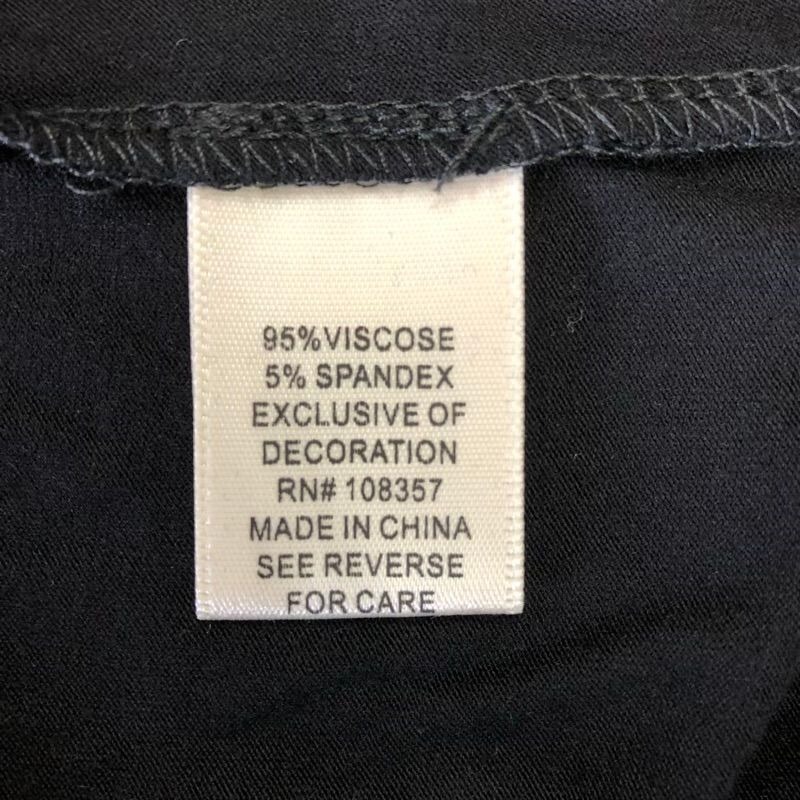 95%VISCOSE
5% SPANDEX
EXCLUSIVE OF
DECORATION
RN# 108357
MADE IN CHINA
SEE REVERSE
FOR CARE